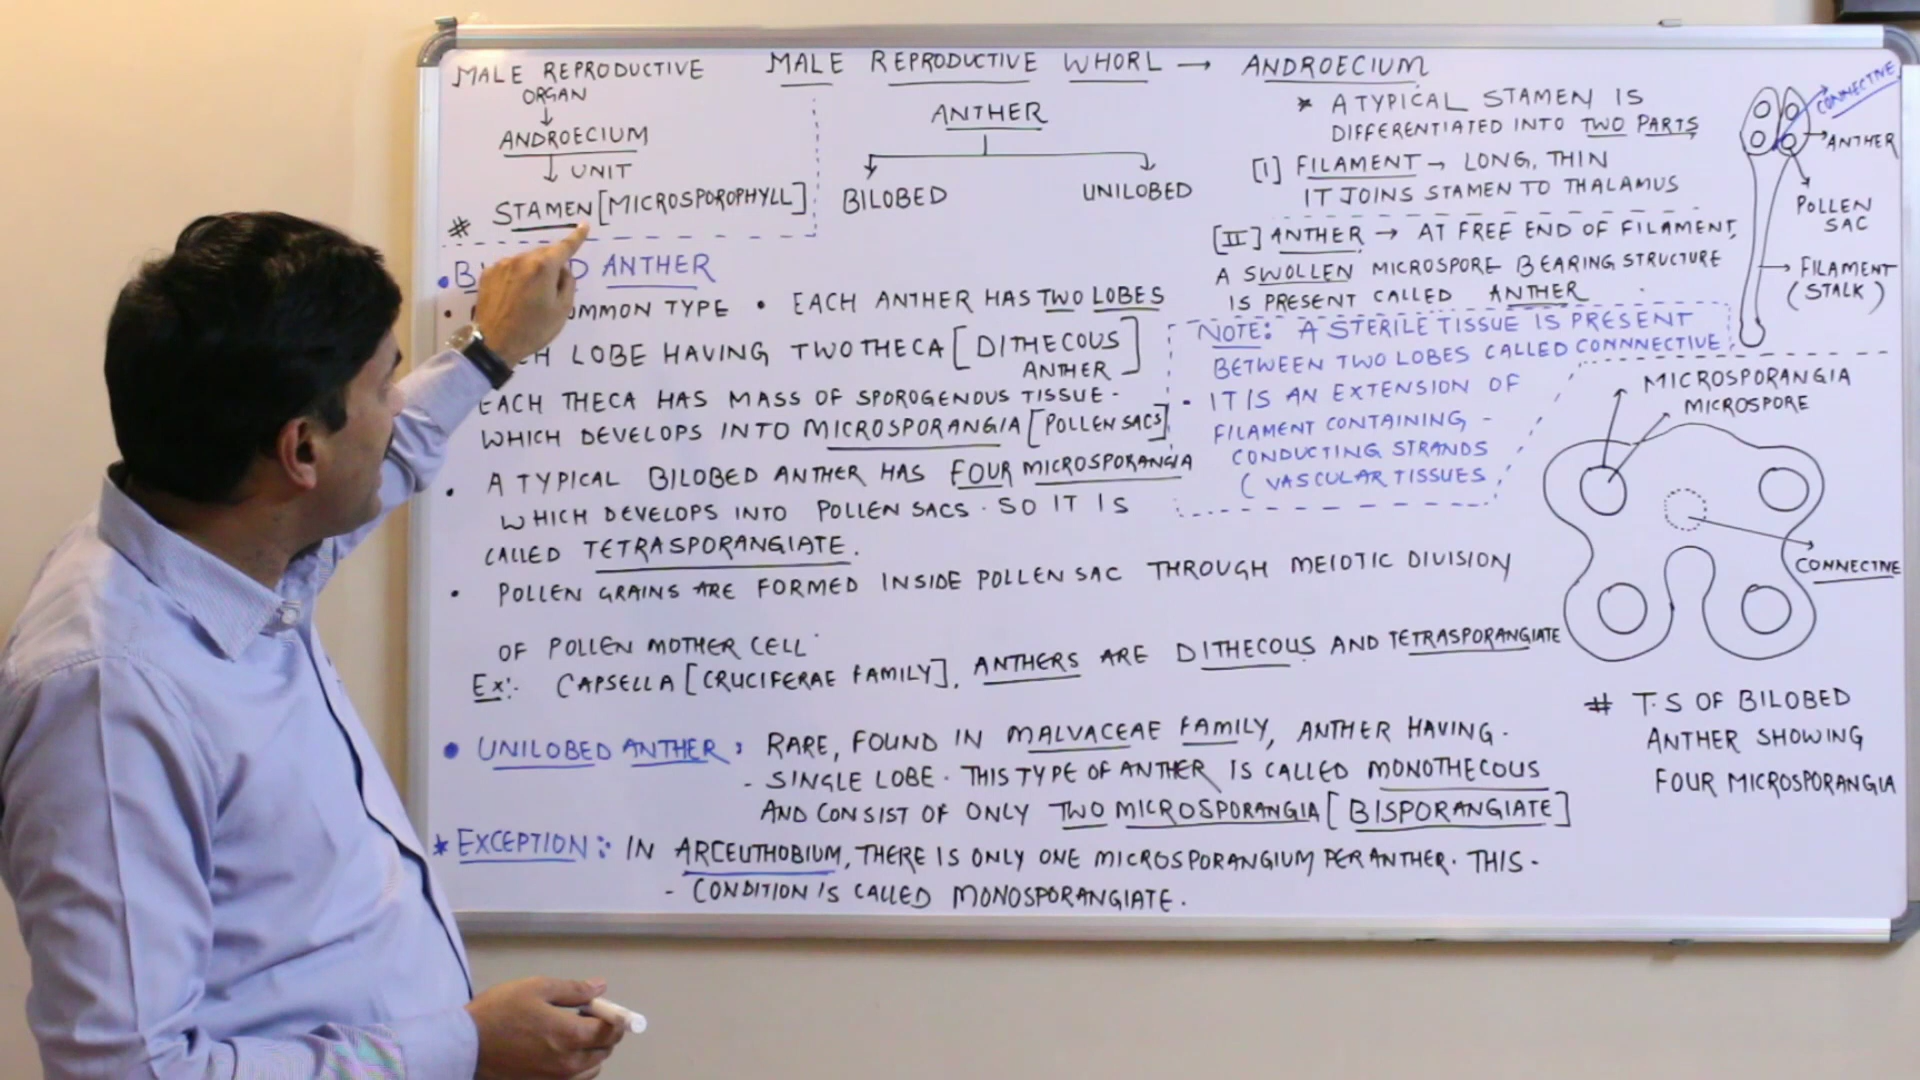 MALE REPRODUCTIVE
ORGAN
ANDROECIUM
UNIT
# STAMEN [MICROSPOROPHYLL]
MALE REPRODUCTIVE WHORL → ANDROECIUM
ANTHER
BILOBED
UNILOBED
* A TYPICAL STAMEN IS
DIFFERENTIATED INTO TWO PARTS
[I] FILAMENT → LONG, THIN
IT JOINS STAMEN TO THALAMUS
[II] ANTHER → AT FREE END OF FILAMENT,
A SWOLLEN MICROSPORE BEARING STRUCTURE
IS PRESENT CALLED ANTHER
CONNECTIVE
ANTHER
POLLEN
SAC
FILAMENT
(STALK)
• ANTHER
• COMMON TYPE • EACH ANTHER HAS TWO LOBES
LOBE HAVING TWO THECA [DITHECOUS
ANTHER]
EACH THECA HAS MASS OF SPOROGENOUS TISSUE -
WHICH DEVELOPS INTO MICROSPORANGIA [POLLEN SACS]
• A TYPICAL BILOBED ANTHER HAS FOUR MICROSPORANGIA
WHICH DEVELOPS INTO POLLEN SACS. SO IT IS
CALLED TETRASPORANGIATE.
• POLLEN GRAINS ARE FORMED INSIDE POLLEN SAC THROUGH MEIOTIC DIVISION
OF POLLEN MOTHER CELL
EX:- CAPSELLA [CRUCIFERAE FAMILY], ANTHERS ARE DITHECOUS AND TETRASPORANGIATE
NOTE: A STERILE TISSUE IS PRESENT
BETWEEN TWO LOBES CALLED CONNNECTIVE
• IT IS AN EXTENSION OF
FILAMENT CONTAINING -
CONDUCTING STRANDS
( VASCULAR TISSUES
MICROSPORANGIA
MICROSPORE
CONNECTIVE
# T.S OF BILOBED
ANTHER SHOWING
FOUR MICROSPORANGIA
• UNILOBED ANTHER: RARE, FOUND IN MALVACEAE FAMILY, ANTHER HAVING -
- SINGLE LOBE. THIS TYPE OF ANTHER IS CALLED MONOTHECOUS
AND CONSIST OF ONLY TWO MICROSPORANGIA [BISPORANGIATE]
* EXCEPTION:: IN ARCEUTHOBIUM, THERE IS ONLY ONE MICROSPORANGIUM PER ANTHER. THIS -
- CONDITION IS CALLED MONOSPORANGIATE.